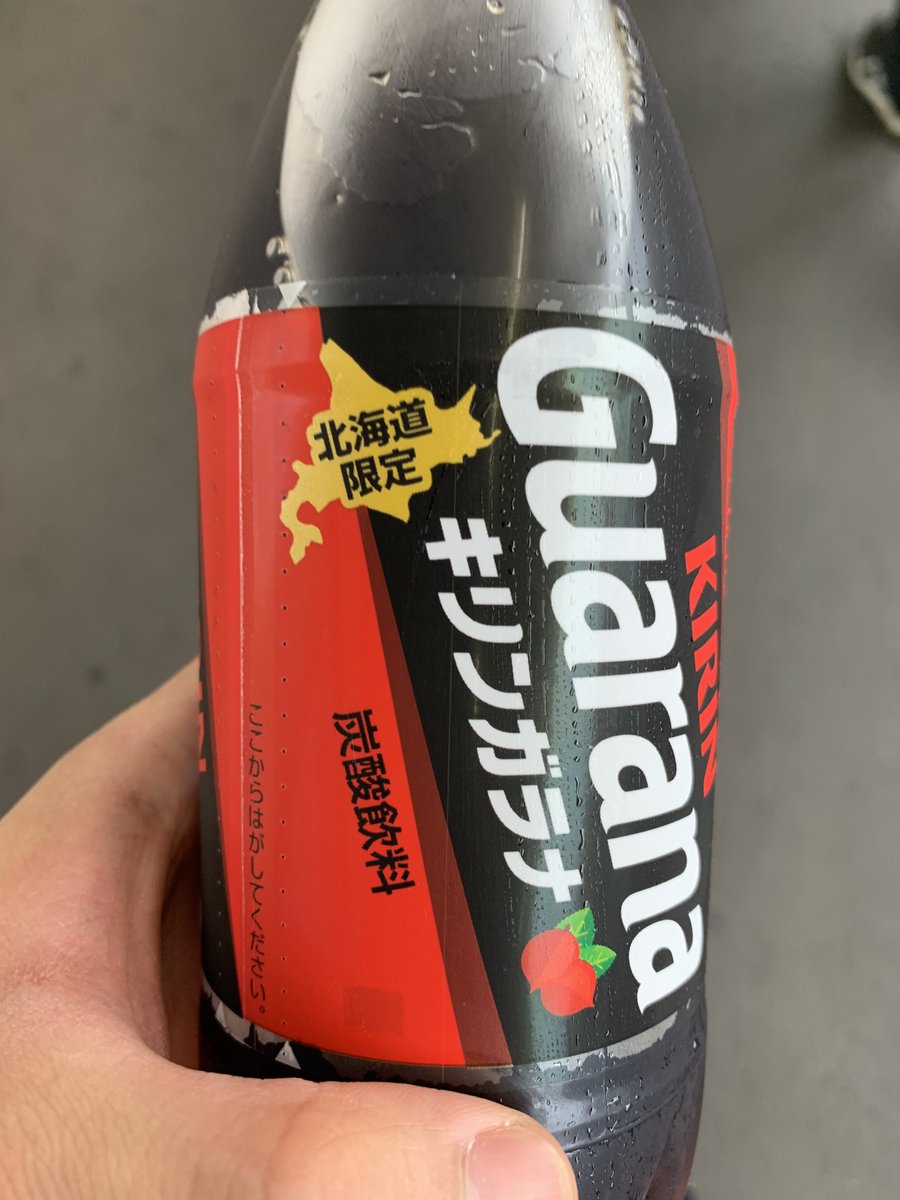 KIRIN
Guarana
キリンガラナ
北海道
限定
炭酸飲料
ここからはがしてください。